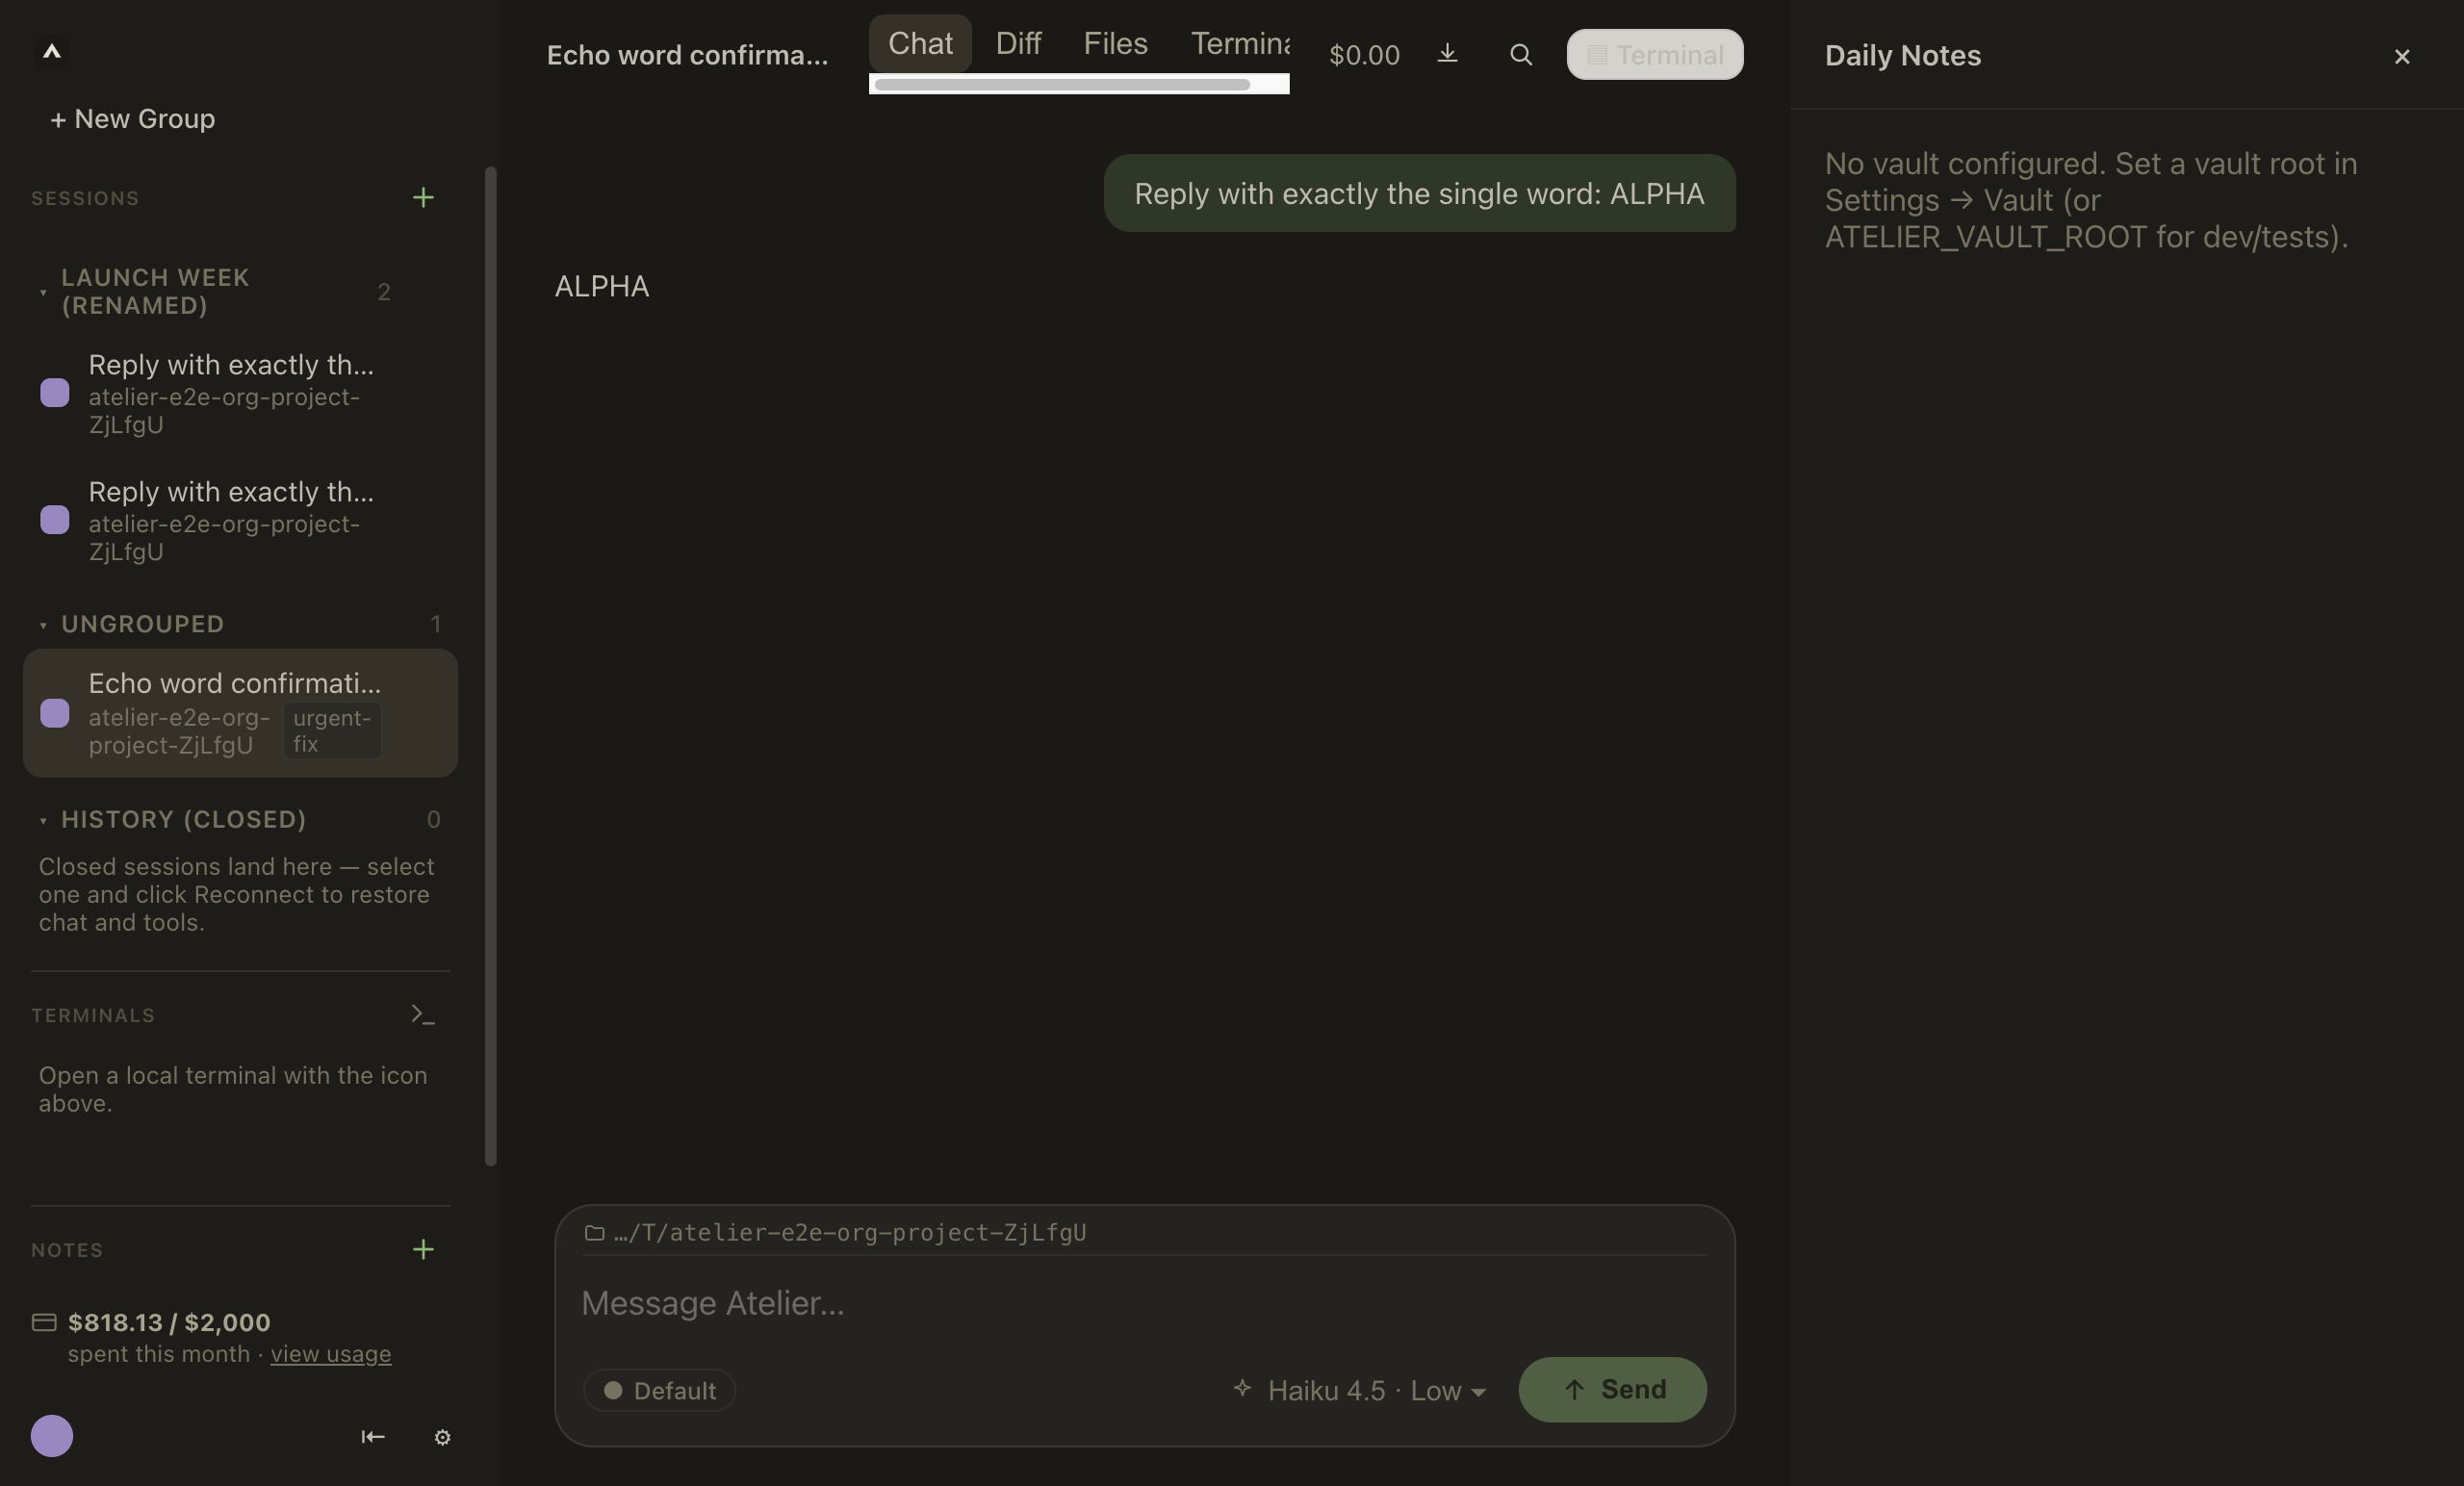 + New Group
SESSIONS
LAUNCH WEEK
(RENAMED)
2
Reply with exactly th...
atelier-e2e-org-project-
ZjLfgU
Reply with exactly th...
atelier-e2e-org-project-
ZjLfgU
UNGROUPED 1
Echo word confirmati...
atelier-e2e-org-
project-ZjLfgU
urgent-
fix
HISTORY (CLOSED) 0
Closed sessions land here — select
one and click Reconnect to restore
chat and tools.
TERMINALS
Open a local terminal with the icon
above.
NOTES
$818.13 / $2,000
spent this month · view usage
Echo word confirma... Chat Diff Files Termina $0.00 Terminal
Reply with exactly the single word: ALPHA
ALPHA
…/T/atelier-e2e-org-project-ZjLfgU
Message Atelier...
Default Haiku 4.5 · Low Send
Daily Notes
No vault configured. Set a vault root in
Settings → Vault (or
ATELIER_VAULT_ROOT for dev/tests).